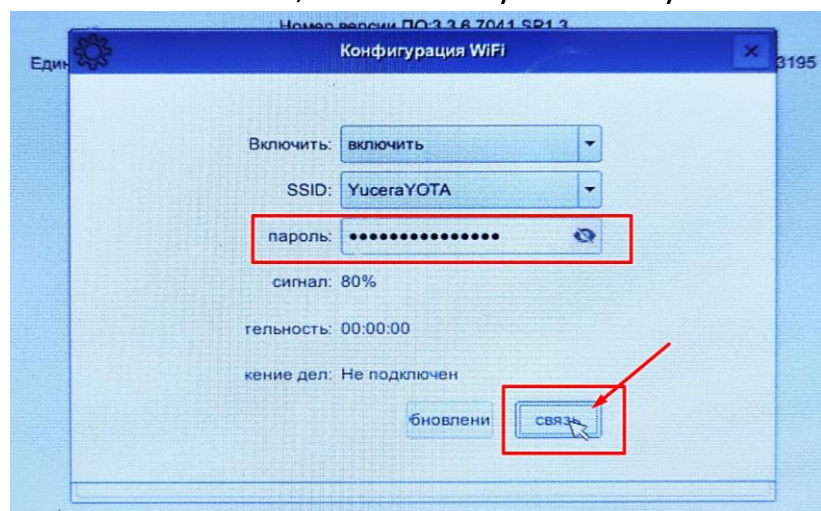 Номер версии ПО:3.3.6.7041 SP1.3
Конфигурация WiFi
Един
3195
Включить: включить
SSID: YuceraYOTA
пароль: •••••••••••••••
сигнал: 80%
тельность: 00:00:00
кение дел: Не подключен
бновлени связь